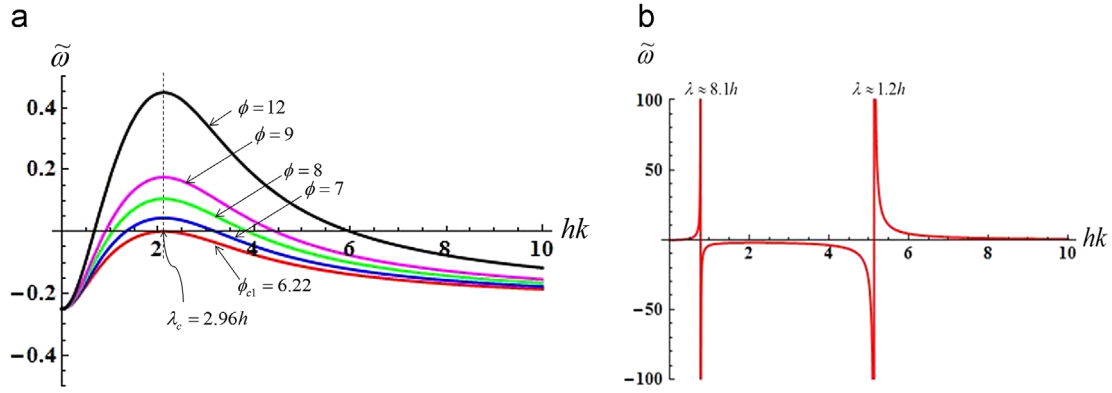 a
ω̃
0.4
0.2
−0.2
−0.4
2
4
6
8
10
hk
ϕ = 12
ϕ = 9
ϕ = 8
ϕ = 7
ϕc1 = 6.22
λc = 2.96h
b
ω̃
λ ≈ 8.1h
λ ≈ 1.2h
100
50
−50
−100
2
4
6
8
10
hk